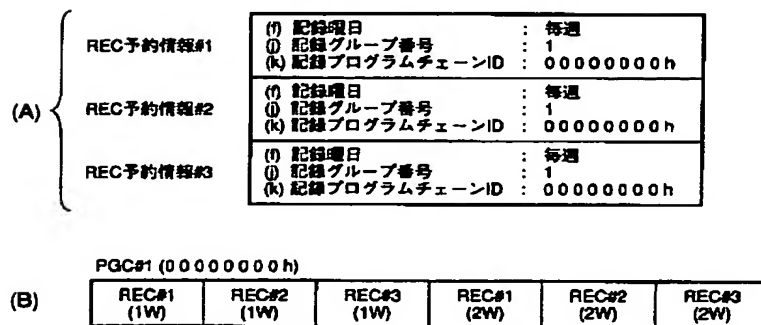 (A)
REC予約情報#1
(f) 記録曜日 : 毎週
(j) 記録グループ番号 : 1
(k) 記録プログラムチェーンID : 00000000h
REC予約情報#2
(f) 記録曜日 : 毎週
(j) 記録グループ番号 : 1
(k) 記録プログラムチェーンID : 00000000h
REC予約情報#3
(f) 記録曜日 : 毎週
(j) 記録グループ番号 : 1
(k) 記録プログラムチェーンID : 00000000h
PGC#1 (00000000h)
(B)
REC#1 (1W)
REC#2 (1W)
REC#3 (1W)
REC#1 (2W)
REC#2 (2W)
REC#3 (2W)